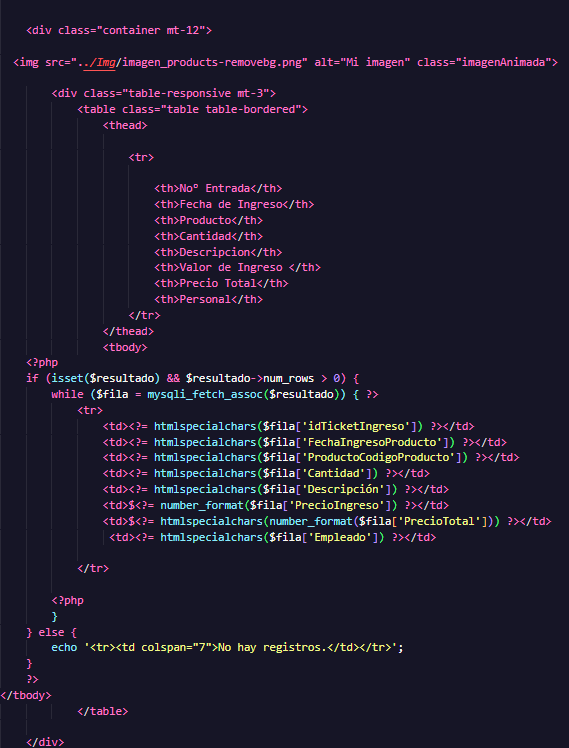 <div class="container mt-12">
<img src="../Img/imagen_products-removebg.png" alt="Mi imagen" class="imagenAnimada">
<div class="table-responsive mt-3">
<table class="table table-bordered">
<thead>
<tr>
<th>Nº Entrada</th>
<th>Fecha de Ingreso</th>
<th>Producto</th>
<th>Cantidad</th>
<th>Descripcion</th>
<th>Valor de Ingreso </th>
<th>Precio Total</th>
<th>Personal</th>
</tr>
</thead>
<tbody>
<?php
if (isset($resultado) && $resultado->num_rows > 0) {
while ($fila = mysqli_fetch_assoc($resultado)) { ?>
<tr>
<td><?= htmlspecialchars($fila['idTicketIngreso']) ?></td>
<td><?= htmlspecialchars($fila['FechaIngresoProducto']) ?></td>
<td><?= htmlspecialchars($fila['ProductoCodigoProducto']) ?></td>
<td><?= htmlspecialchars($fila['Cantidad']) ?></td>
<td><?= htmlspecialchars($fila['Descripción']) ?></td>
<td>$<?= number_format($fila['PrecioIngreso']) ?></td>
<td>$<?= htmlspecialchars(number_format($fila['PrecioTotal'])) ?></td>
<td><?= htmlspecialchars($fila['Empleado']) ?></td>
</tr>
<?php
}
} else {
echo '<tr><td colspan="7">No hay registros.</td></tr>';
}
?>
</tbody>
</table>
</div>